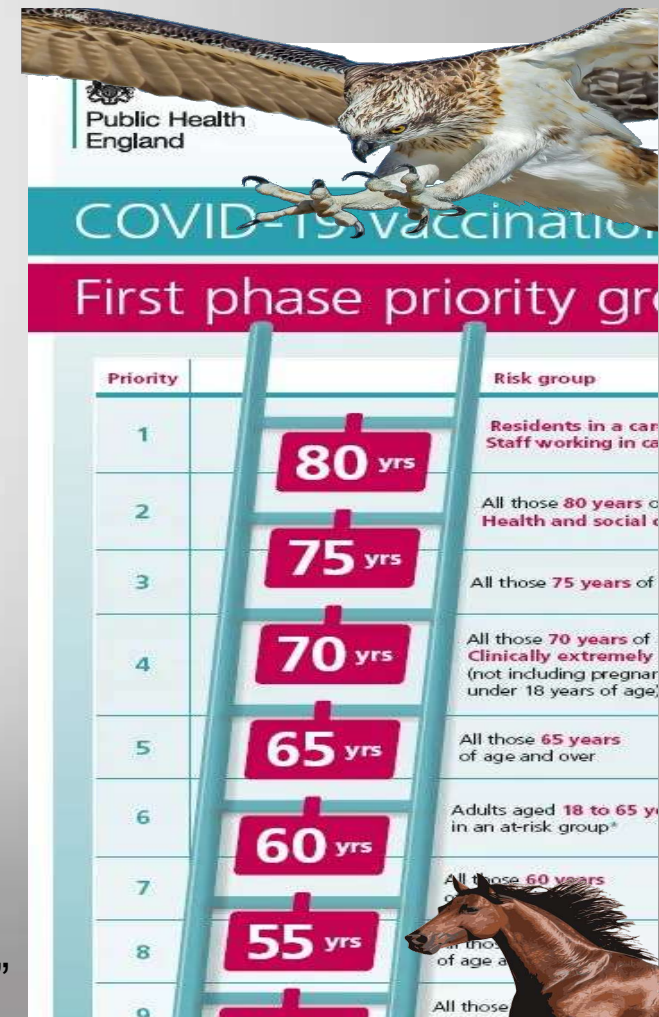 Public Health
England
COVID-19 vaccinatio
First phase priority gr
Priority
Risk group
1
Residents in a car
Staff working in ca
80 yrs
2
All those 80 years o
Health and social c
75 yrs
3
All those 75 years of
70 yrs
4
All those 70 years of
Clinically extremely
(not including pregnan
under 18 years of age)
65 yrs
5
All those 65 years
of age and over
6
Adults aged 18 to 65 y
in an at-risk group*
60 yrs
7
All those 60 years
55 yrs
8
of age a
9
All those
”